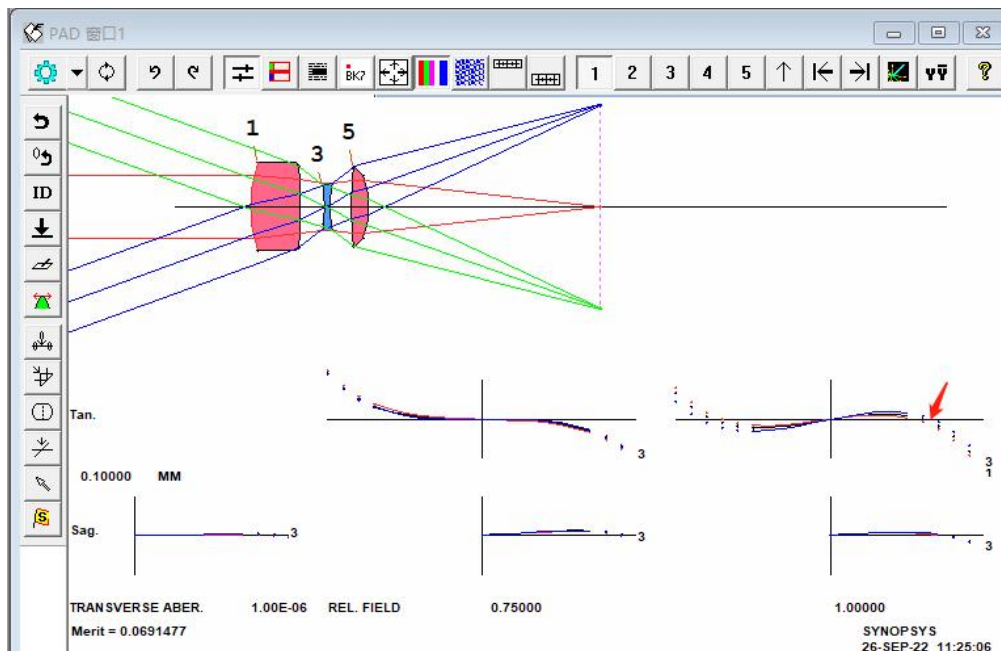 PAD 窗口1
BK7 1 2 3 4 5 ?
ID
S
1 3 5
Tan.
3
3
1
0.10000 MM
Sag.
3 3 3
TRANSVERSE ABER. 1.00E-06 REL. FIELD 0.75000 1.00000
Merit = 0.0691477 SYNOPSYS
26-SEP-22 11:25:06